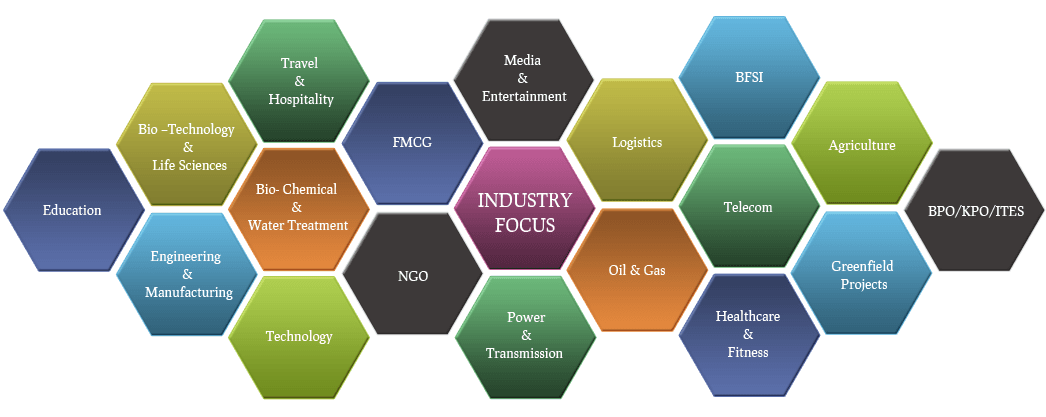 Travel
&
Hospitality
Media
&
Entertainment
BFSI
Bio –Technology
&
Life Sciences
FMCG
Logistics
Agriculture
Education
Bio- Chemical
&
Water Treatment
INDUSTRY
FOCUS
Telecom
BPO/KPO/ITES
Engineering
&
Manufacturing
NGO
Oil & Gas
Greenfield
Projects
Technology
Power
&
Transmission
Healthcare
&
Fitness